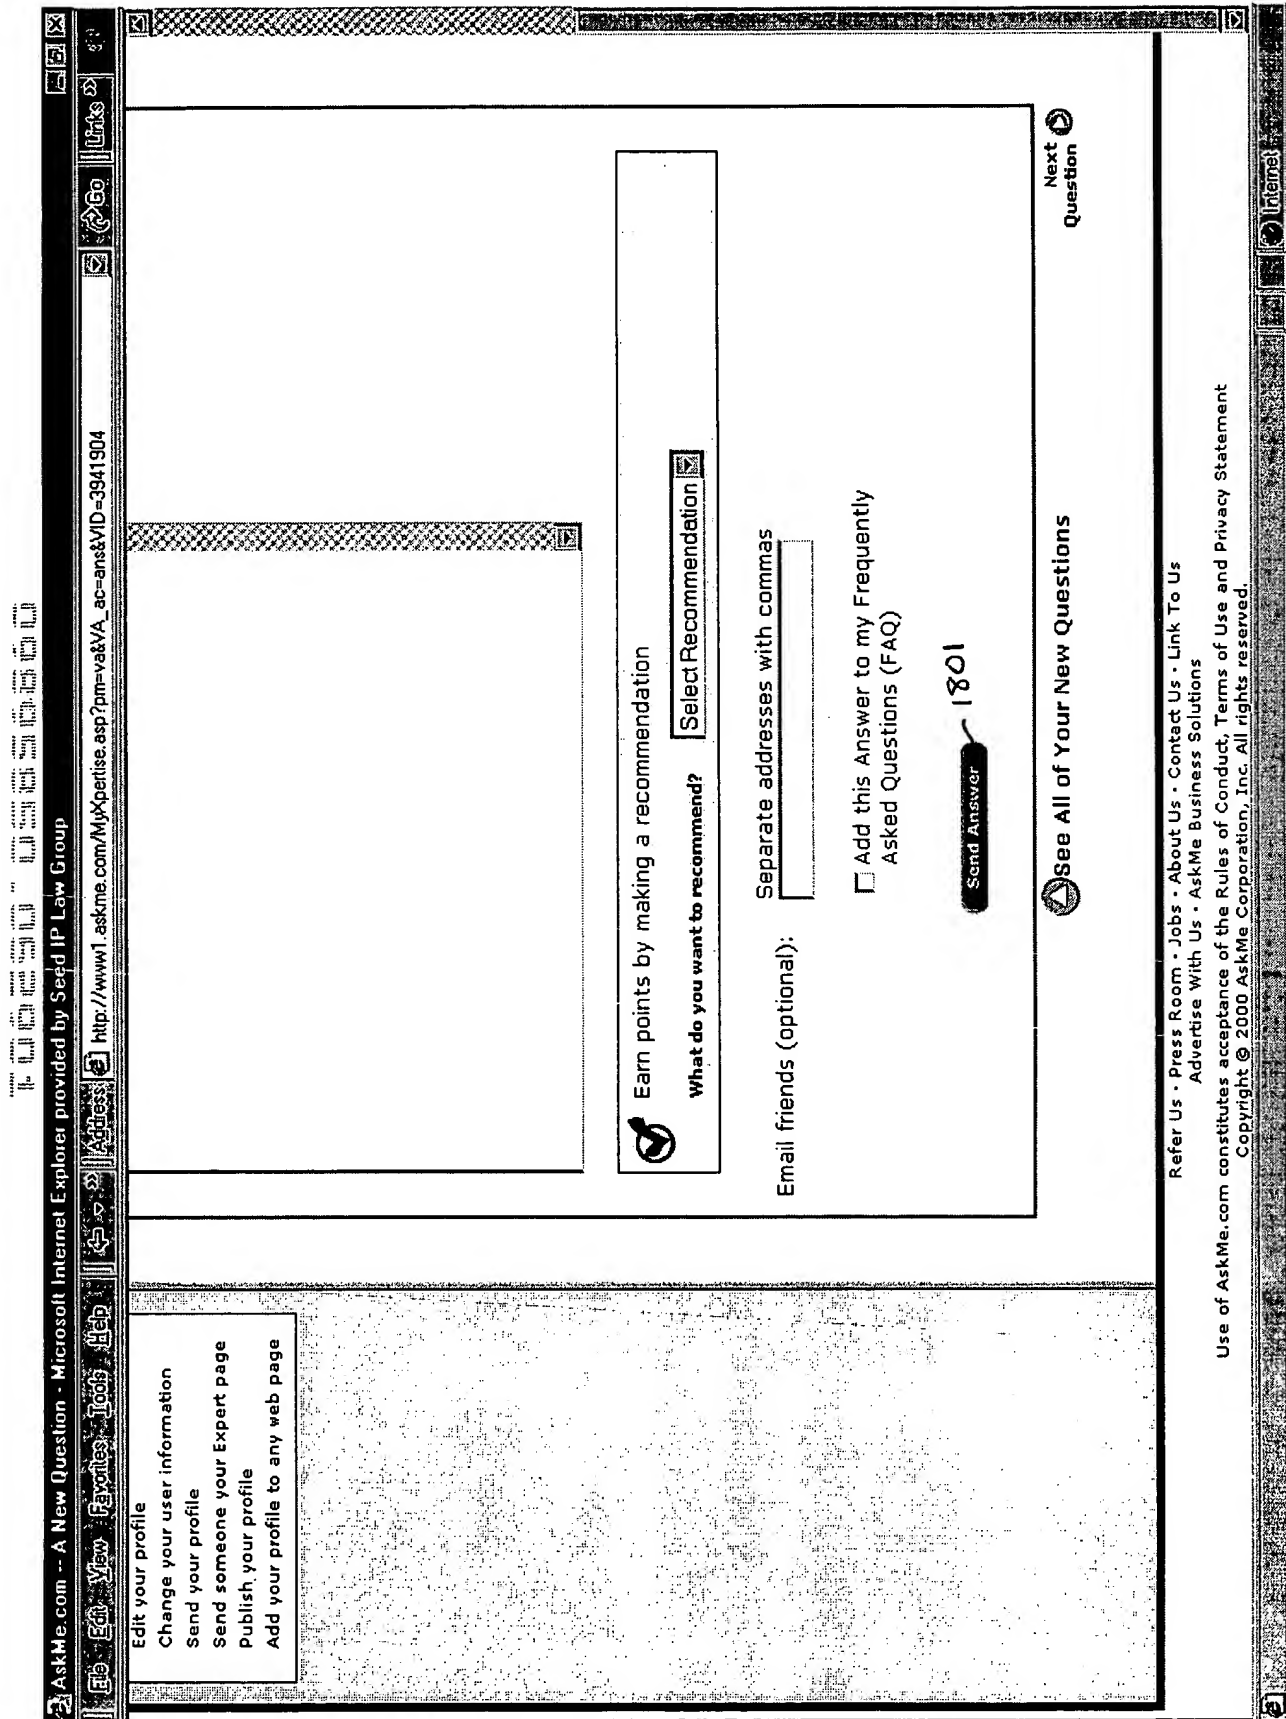 AskMe.com -- A New Question - Microsoft Internet Explorer provided by Seed IP Law Group
File Edit View Favorites Tools Help
Address http://www1.askme.com/MyXpertise.asp?pm=va&VA_ac=ans&VID=3941904 Go Links »
Edit your profile
Change your user information
Send your profile
Send someone your Expert page
Publish your profile
Add your profile to any web page
Earn points by making a recommendation
What do you want to recommend? Select Recommendation
Email friends (optional): Separate addresses with commas
Add this Answer to my Frequently
Asked Questions (FAQ)
Send Answer 1801
See All of Your New Questions
Next
Question
Refer Us • Press Room • Jobs • About Us • Contact Us • Link To Us
Advertise With Us • AskMe Business Solutions
Use of AskMe.com constitutes acceptance of the Rules of Conduct, Terms of Use and Privacy Statement
Copyright © 2000 AskMe Corporation, Inc. All rights reserved.
Internet